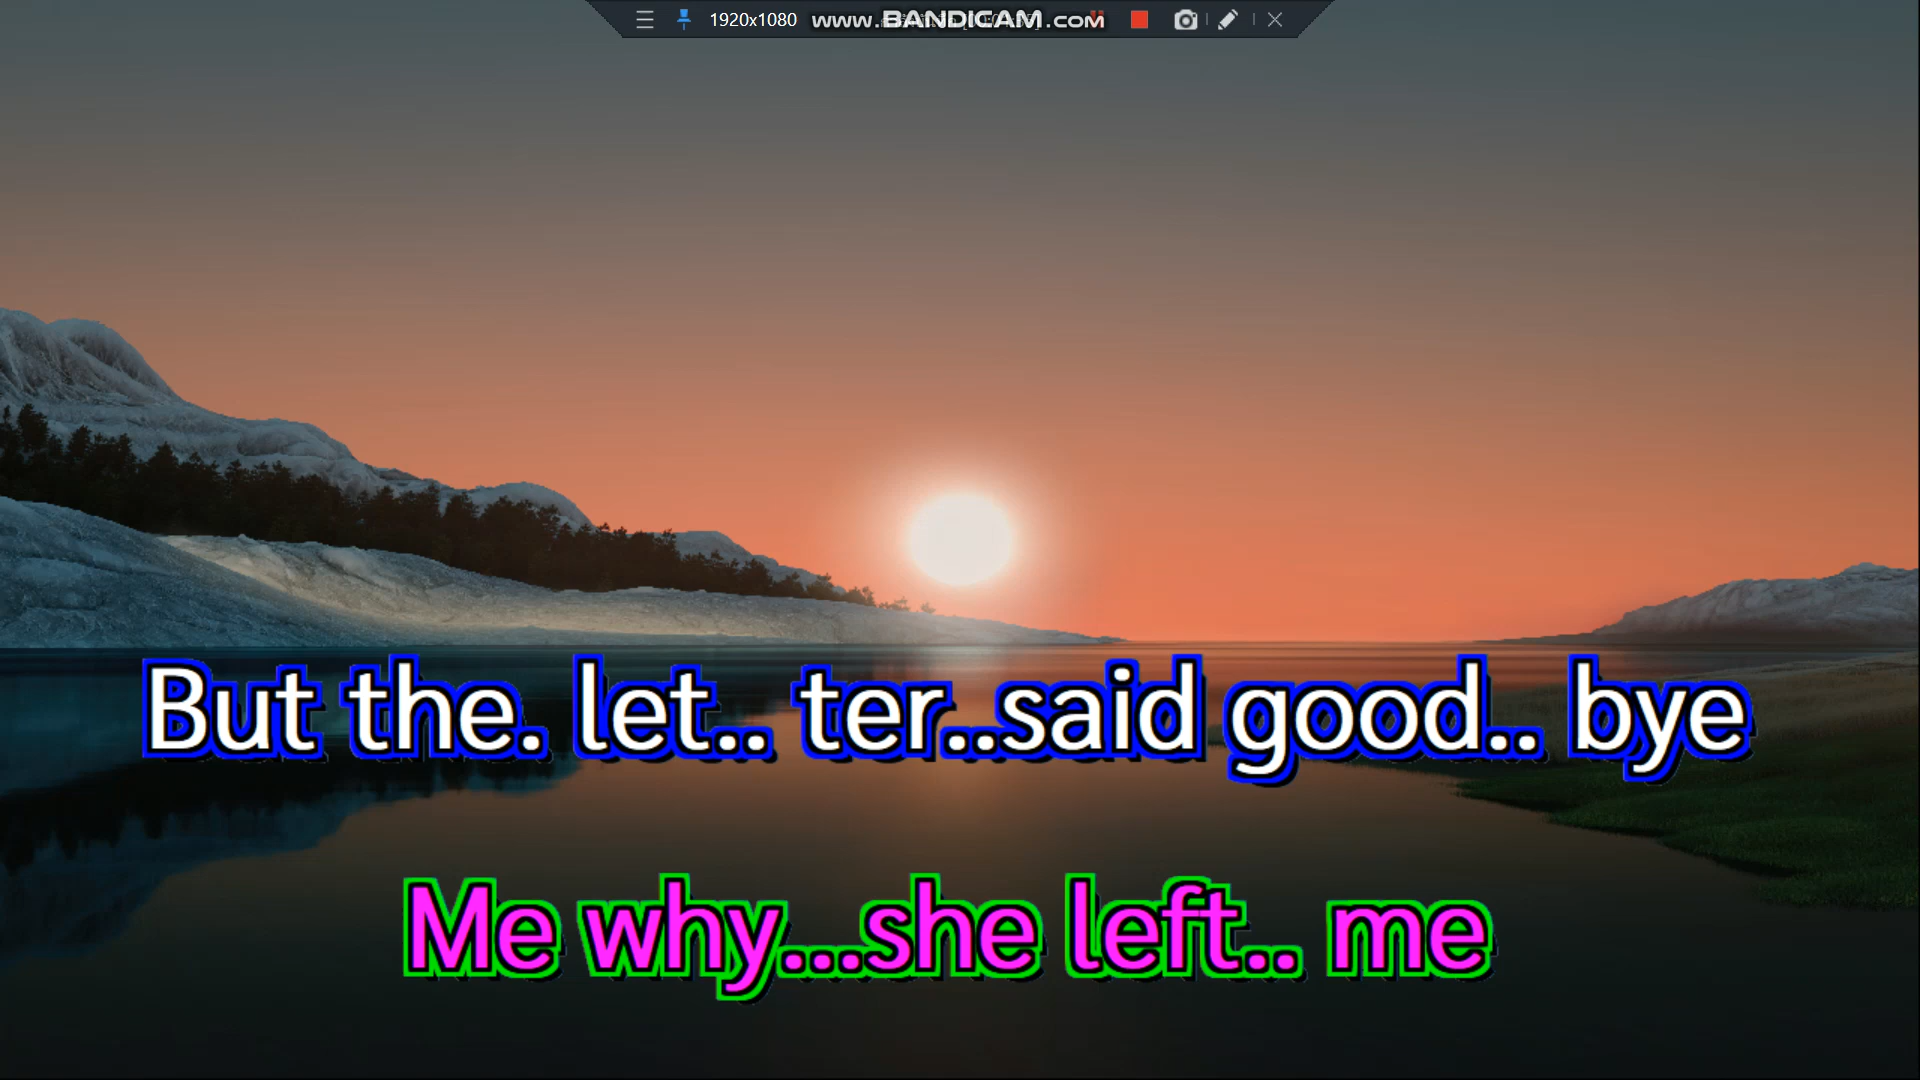 1920x1080 www.BANDICAM.com
But the. let.. ter..said good.. bye
Me why...she left.. me